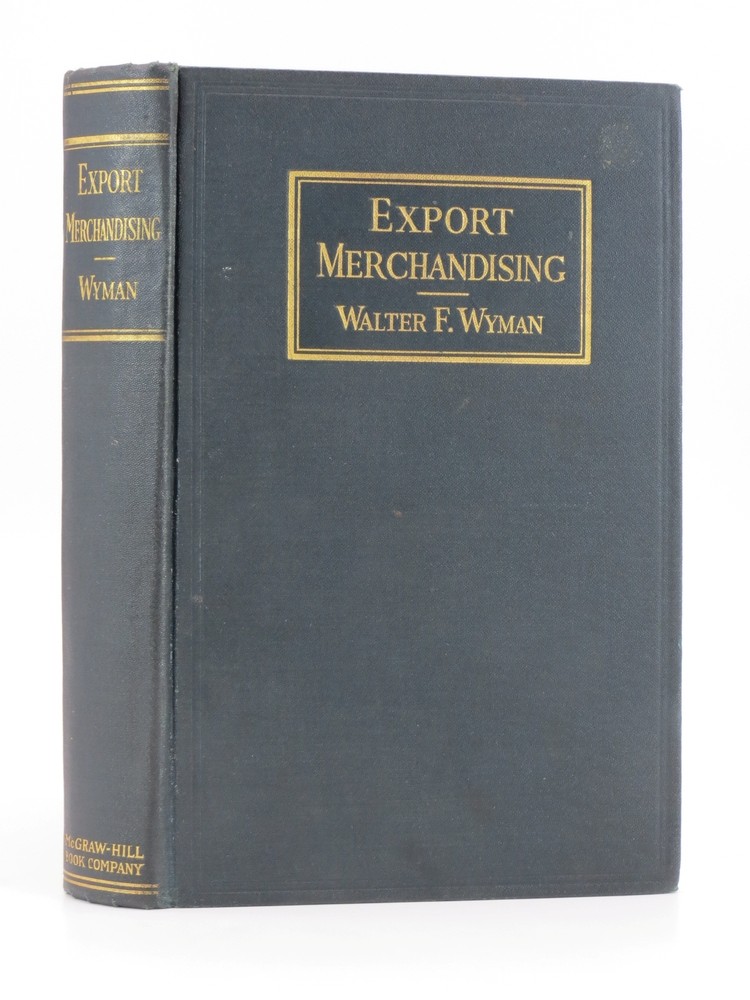 EXPORT
MERCHANDISING
WYMAN
McGRAW-HILL
BOOK COMPANY
EXPORT
MERCHANDISING
WALTER F. WYMAN